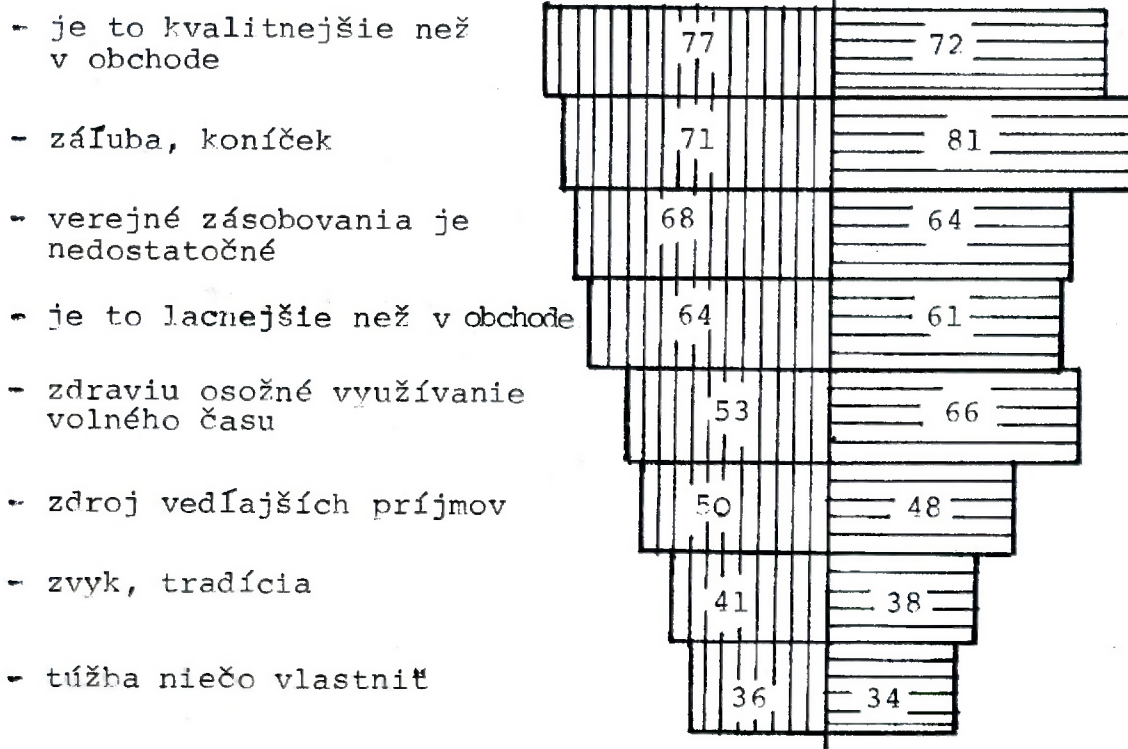 - je to kvalitnejšie než 77 72
v obchode
- záľuba, koníček 71 81
- verejné zásobovania je 68 64
nedostatočné
- je to lacnejšie než v obchode 64 61
- zdraviu osožné využívanie 53 66
volného času
- zdroj vedľajších príjmov 50 48
- zvyk, tradícia 41 38
- túžba niečo vlastniť 36 34